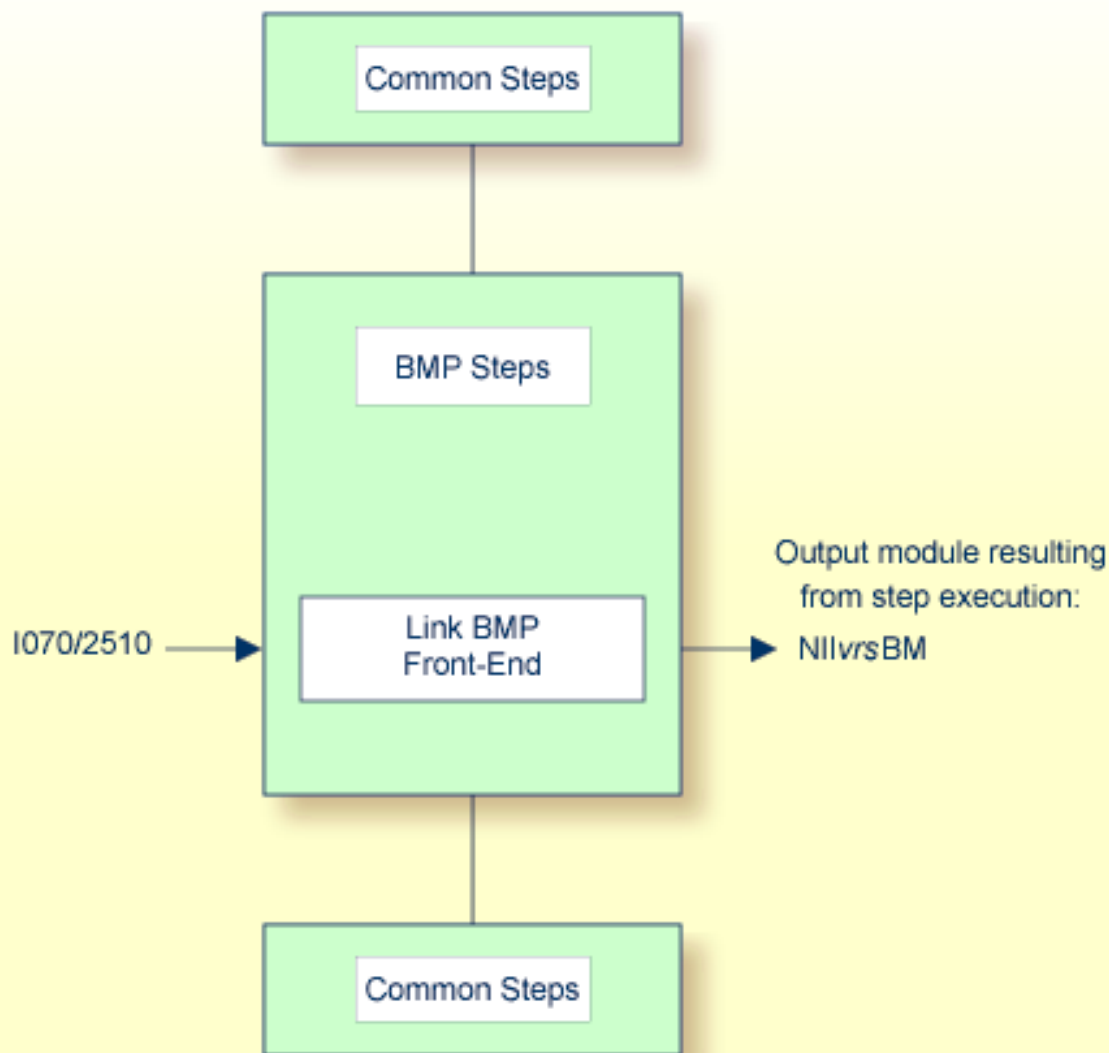 Common Steps
BMP Steps
Output module resulting
from step execution:
I070/2510
Link BMP
Front-End
NIIvrsBM
Common Steps